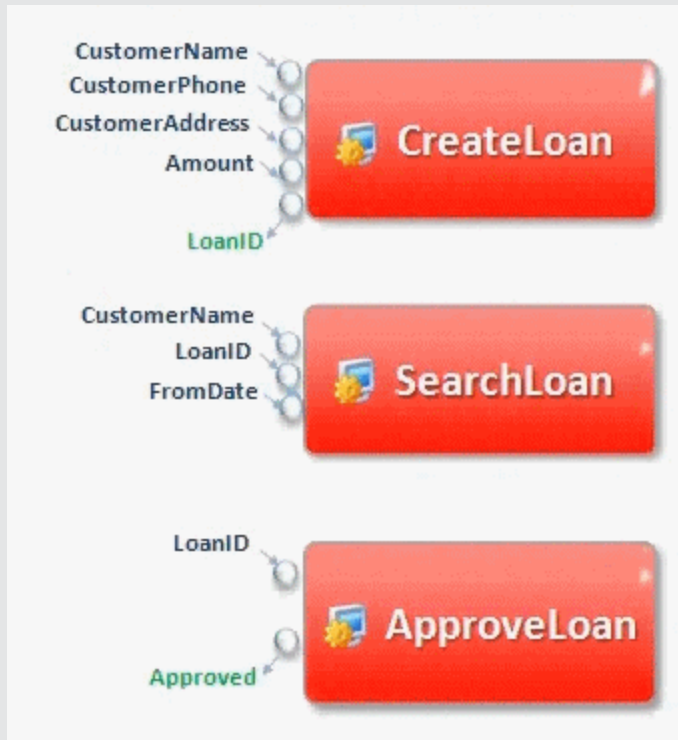 CustomerName
CustomerPhone
CustomerAddress
Amount
LoanID
CreateLoan
CustomerName
LoanID
FromDate
SearchLoan
LoanID
Approved
ApproveLoan